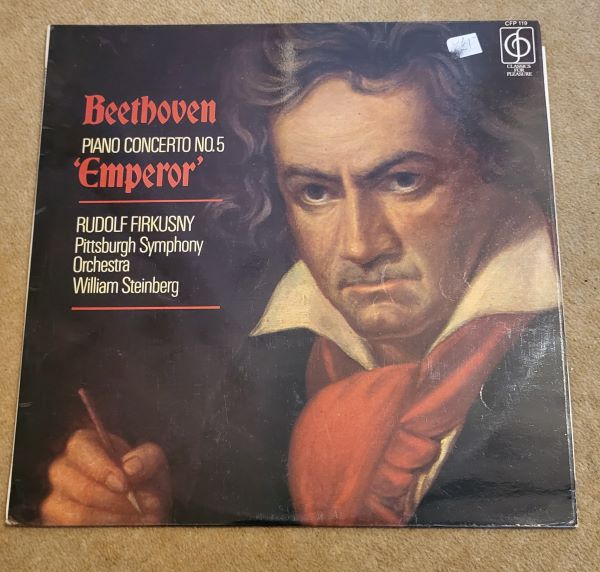 CFP 119
CLASSICS
FOR
PLEASURE
Beethoven
PIANO CONCERTO NO.5
'Emperor'
RUDOLF FIRKUSNY
Pittsburgh Symphony
Orchestra
William Steinberg